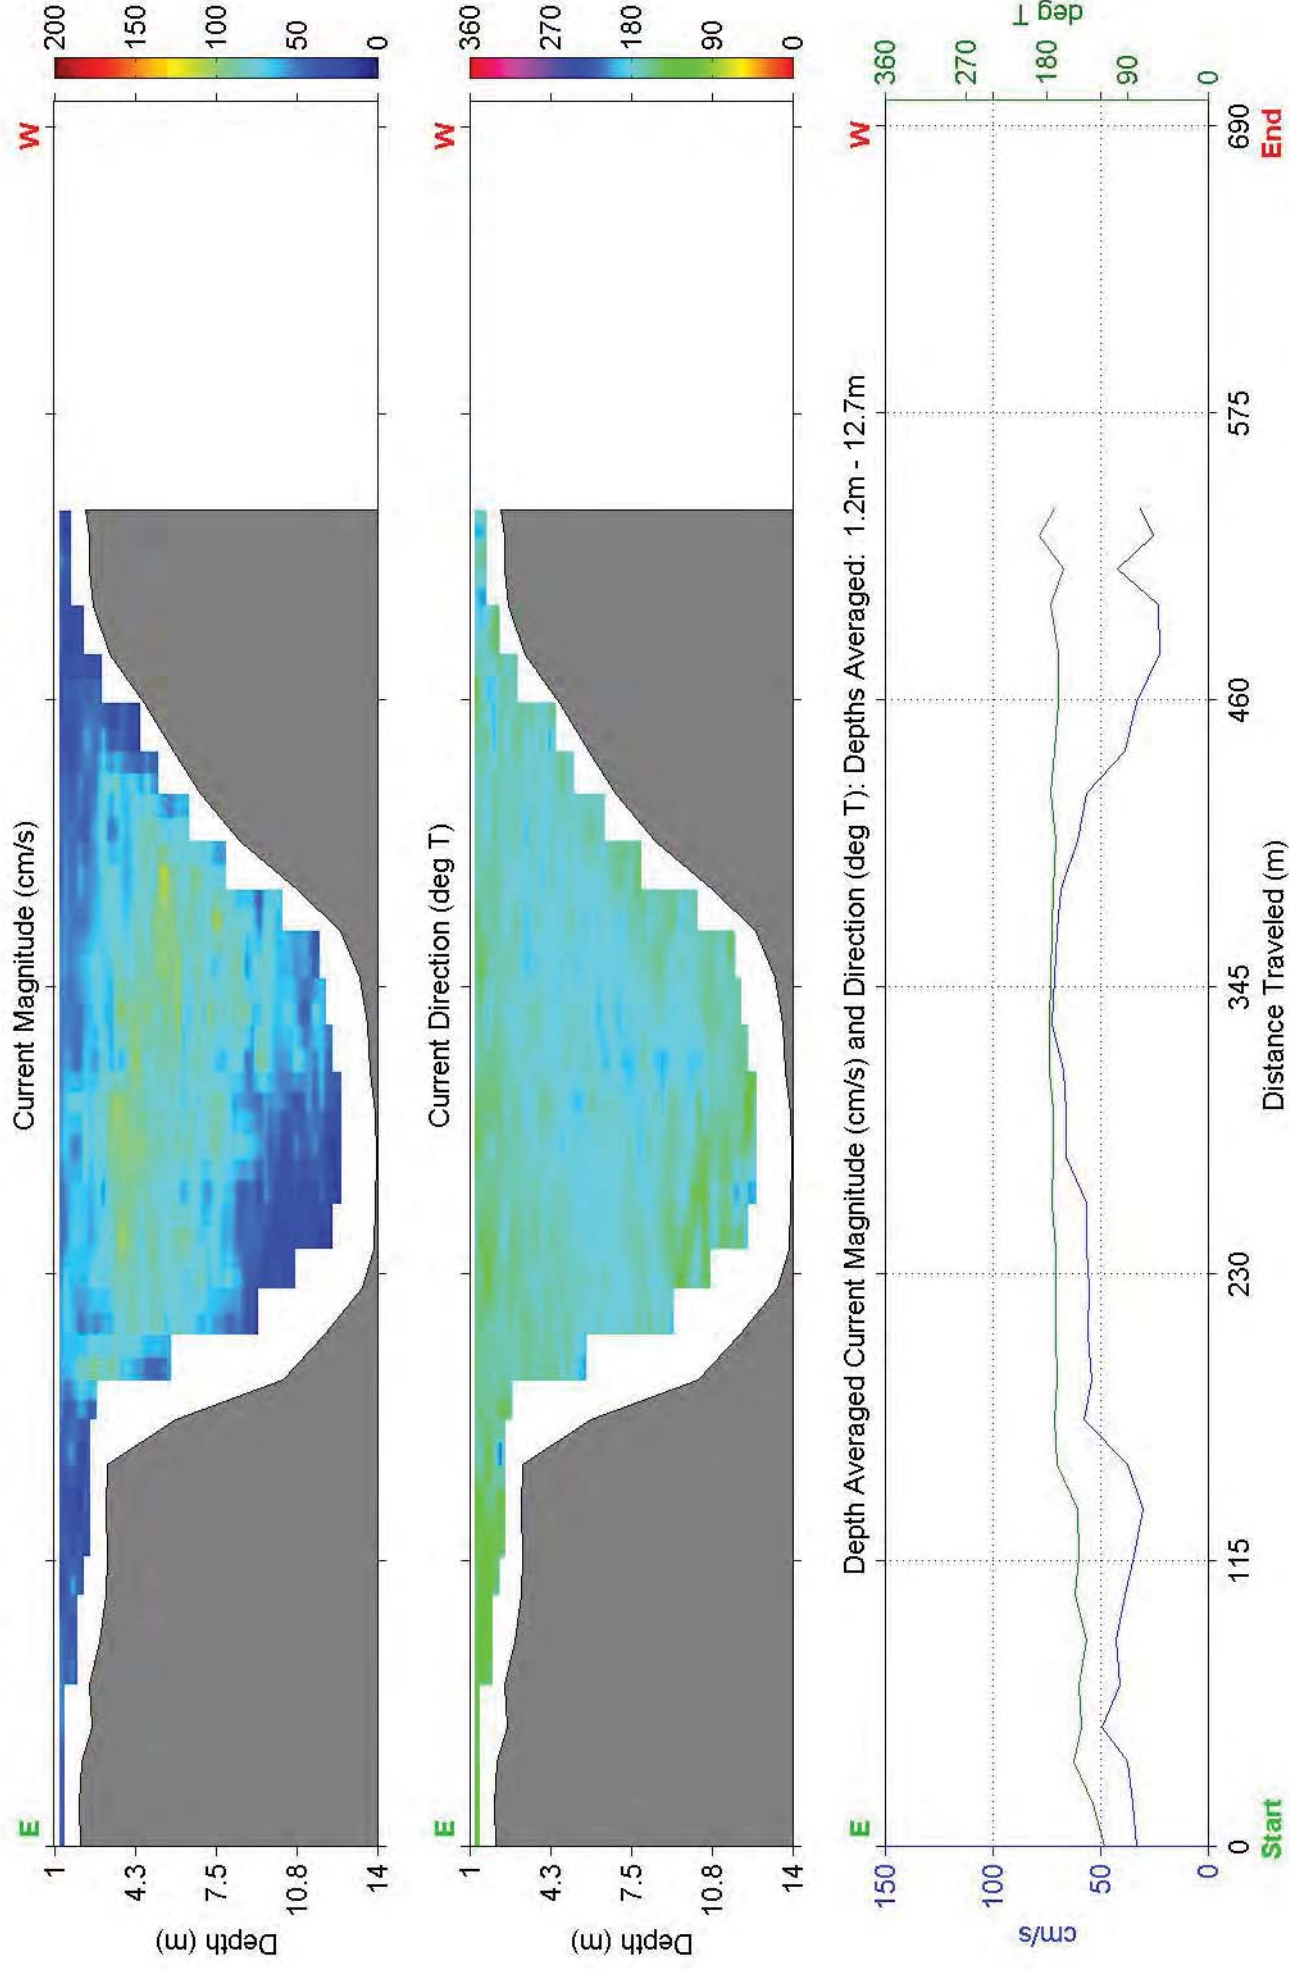 Current Magnitude (cm/s)
E
W
Depth (m)
1
4.3
7.5
10.8
14
200
150
100
50
0
Current Direction (deg T)
E
W
Depth (m)
1
4.3
7.5
10.8
14
360
270
180
90
0
Depth Averaged Current Magnitude (cm/s) and Direction (deg T): Depths Averaged: 1.2m - 12.7m
E
W
cm/s
150
100
50
0
deg T
360
270
180
90
0
0
115
230
345
460
575
690
Start
Distance Traveled (m)
End